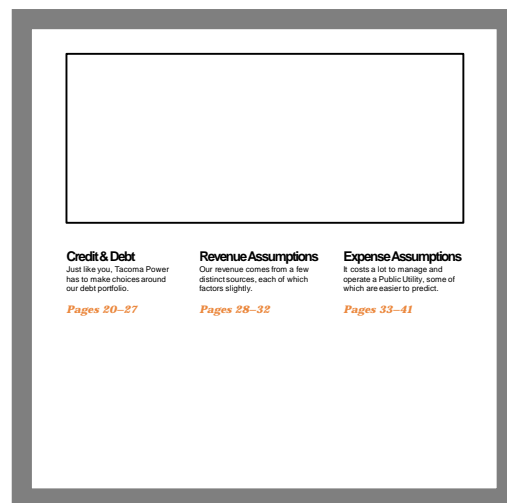 Credit & Debt
Just like you, Tacoma Power
has to make choices around
our debt portfolio.
Pages 20–27
Revenue Assumptions
Our revenue comes from a few
distinct sources, each of which
factors slightly.
Pages 28–32
Expense Assumptions
It costs a lot to manage and
operate a Public Utility, some of
which are easier to predict.
Pages 33–41